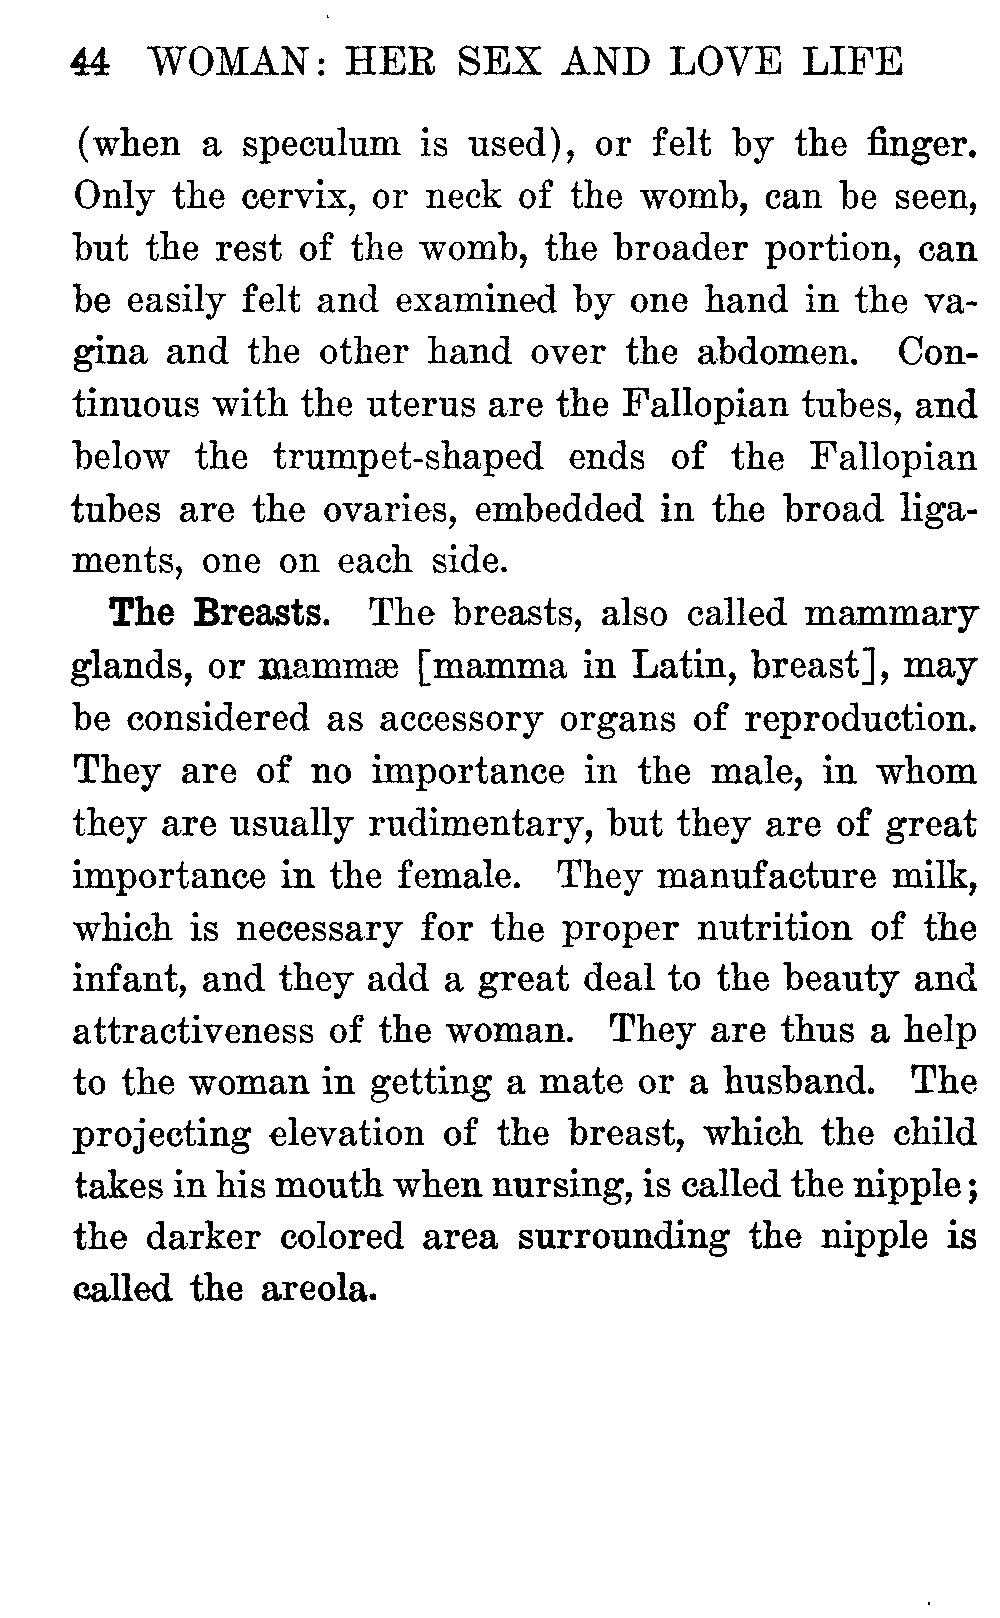 44 WOMAN: HER SEX AND LOVE LIFE
(when a speculum is used), or felt by the finger.
Only the cervix, or neck of the womb, can be seen,
but the rest of the womb, the broader portion, can
be easily felt and examined by one hand in the va-
gina and the other hand over the abdomen. Con-
tinuous with the uterus are the Fallopian tubes, and
below the trumpet-shaped ends of the Fallopian
tubes are the ovaries, embedded in the broad liga-
ments, one on each side.
The Breasts. The breasts, also called mammary
glands, or mammæ [mamma in Latin, breast], may
be considered as accessory organs of reproduction.
They are of no importance in the male, in whom
they are usually rudimentary, but they are of great
importance in the female. They manufacture milk,
which is necessary for the proper nutrition of the
infant, and they add a great deal to the beauty and
attractiveness of the woman. They are thus a help
to the woman in getting a mate or a husband. The
projecting elevation of the breast, which the child
takes in his mouth when nursing, is called the nipple;
the darker colored area surrounding the nipple is
called the areola.